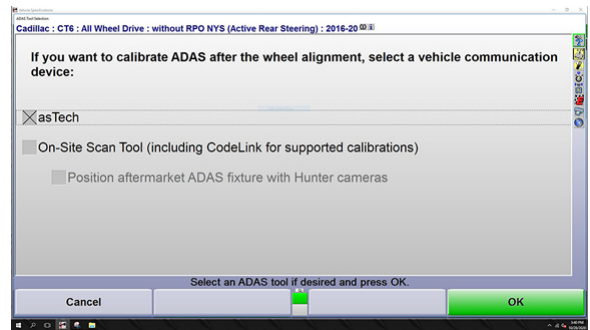 Vehicle Specifications
ADAS Tool Selection
Cadillac : CT6 : All Wheel Drive : without RPO NYS (Active Rear Steering) : 2016-20
If you want to calibrate ADAS after the wheel alignment, select a vehicle communication
device:
asTech
On-Site Scan Tool (including CodeLink for supported calibrations)
Position aftermarket ADAS fixture with Hunter cameras
Select an ADAS tool if desired and press OK.
Cancel
OK